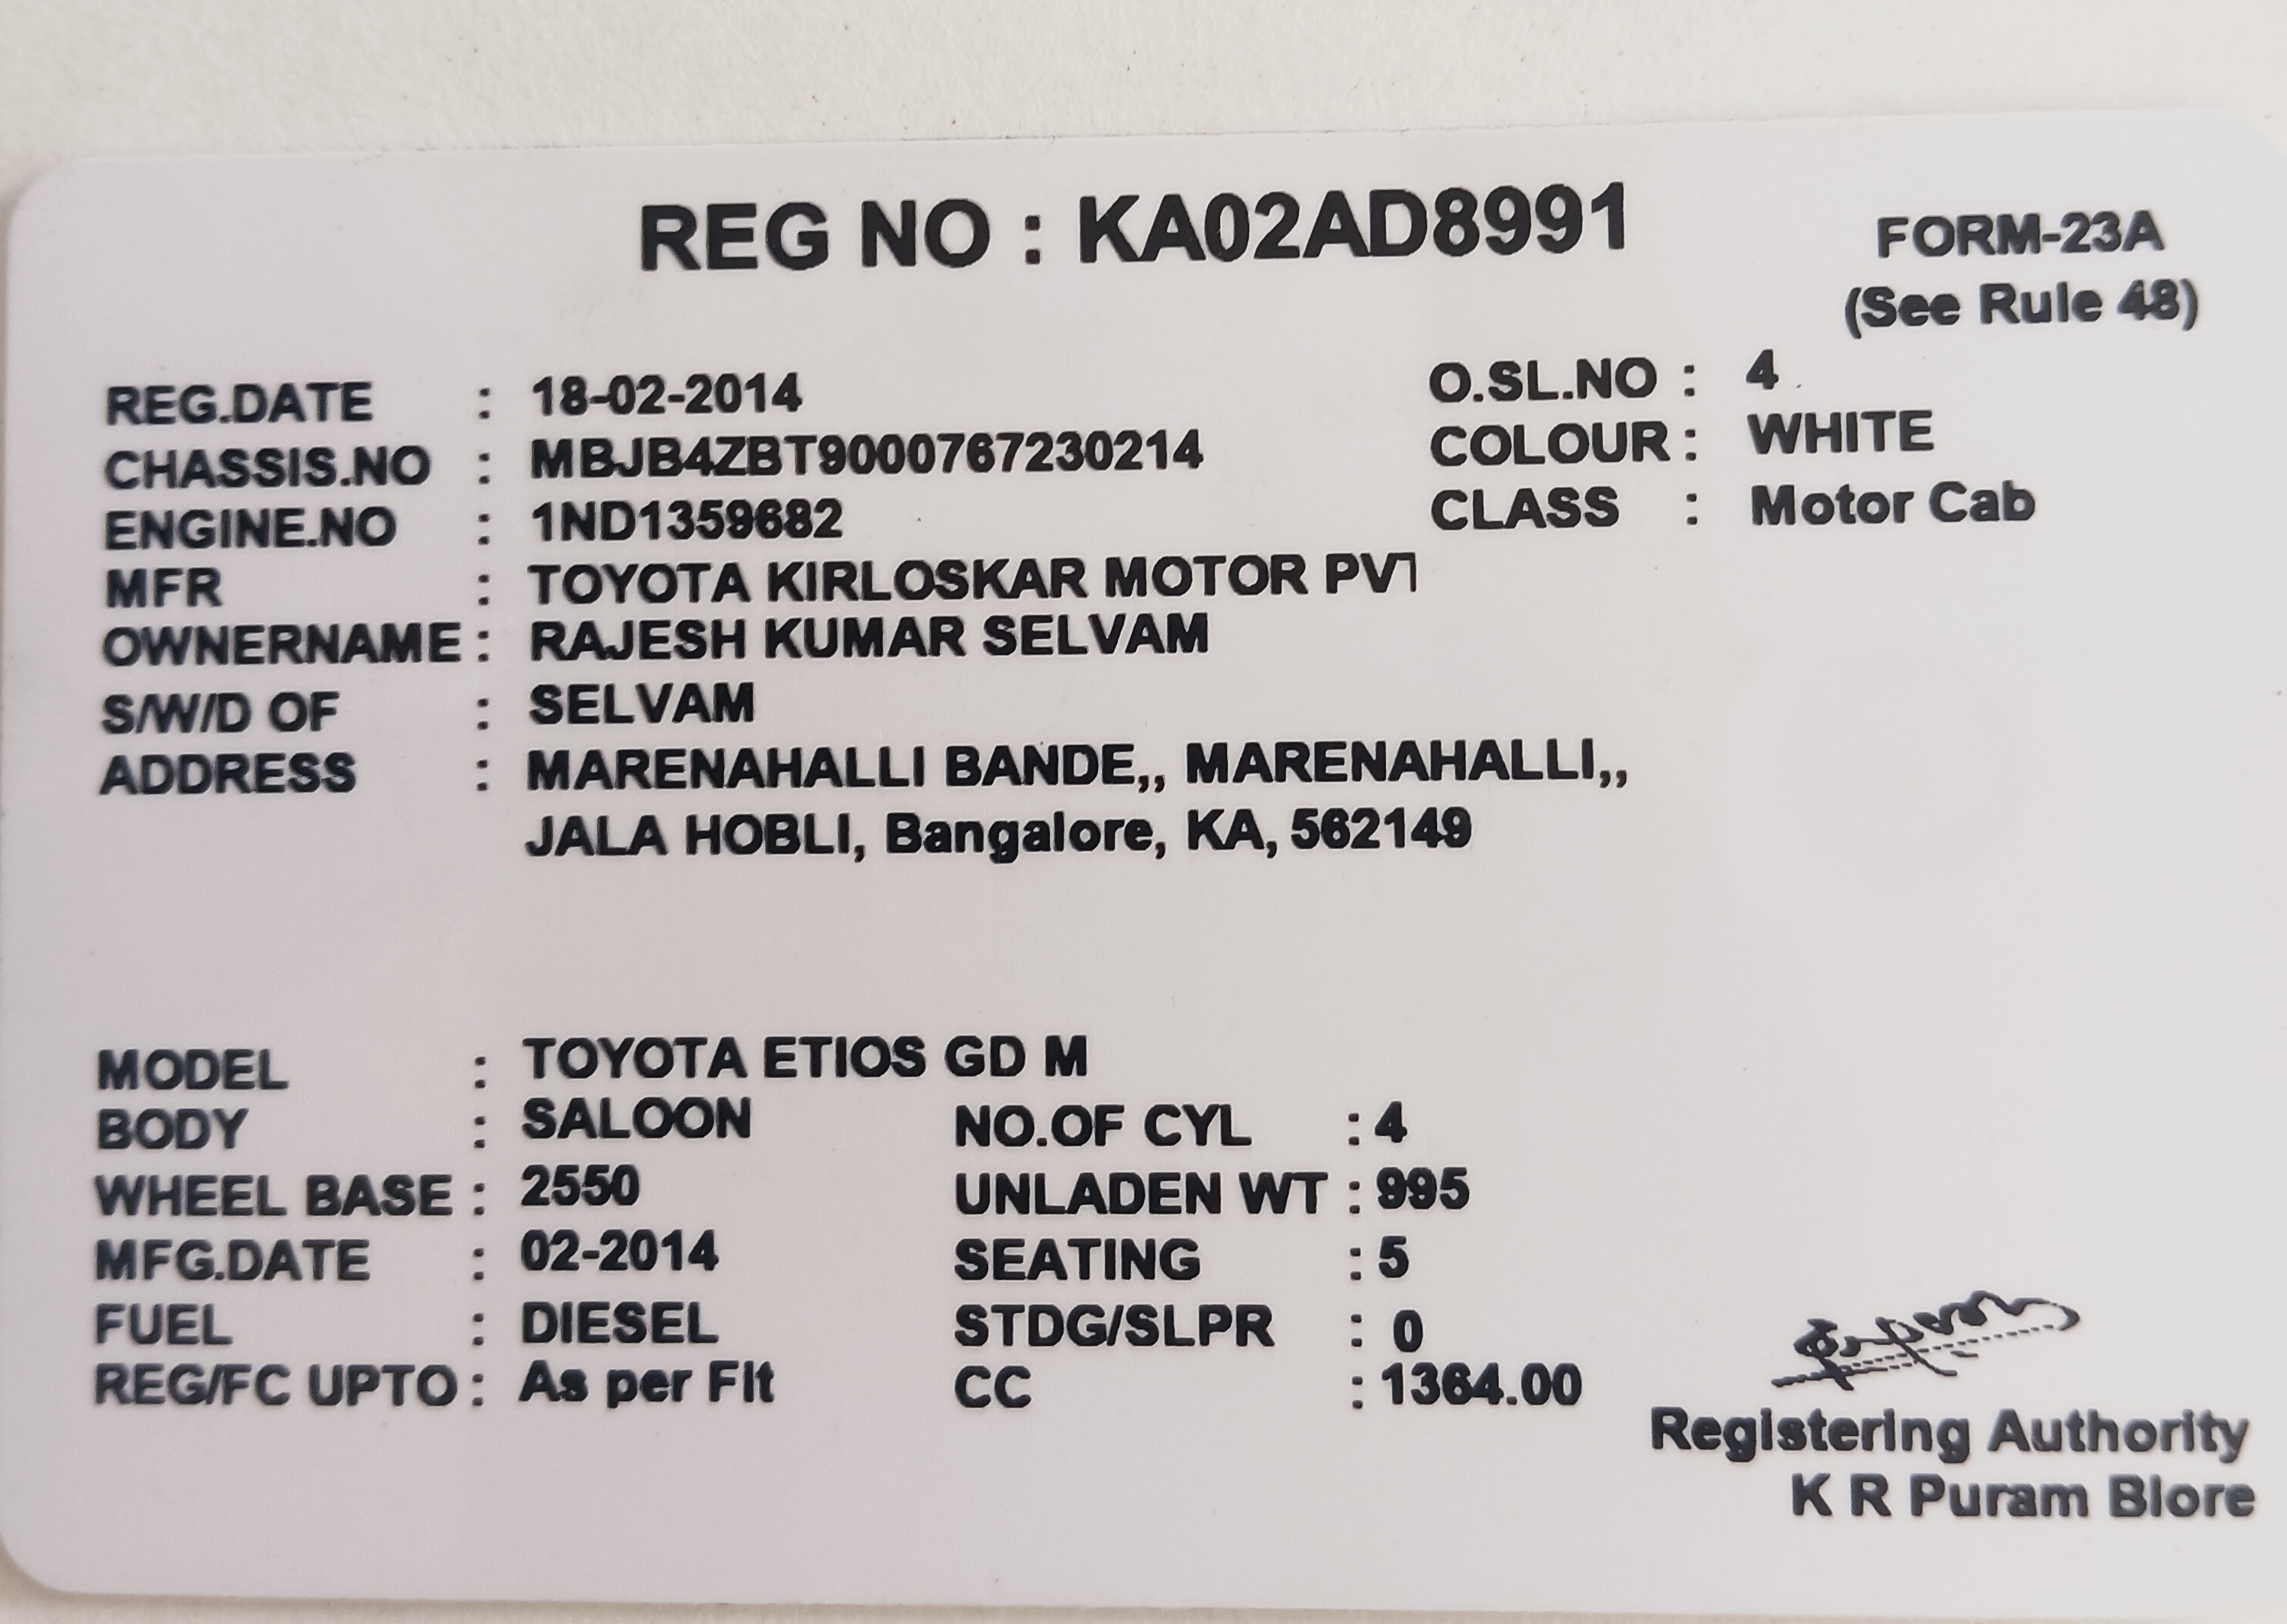 REG NO : KA02AD8991
FORM-23A
(See Rule 48)
REG.DATE : 18-02-2014
O.SL.NO : 4
CHASSIS.NO : MBJB4ZBT9000767230214
COLOUR : WHITE
ENGINE.NO : 1ND1359682
CLASS : Motor Cab
MFR : TOYOTA KIRLOSKAR MOTOR PVT
OWNERNAME : RAJESH KUMAR SELVAM
S/W/D OF : SELVAM
ADDRESS : MARENAHALLI BANDE,, MARENAHALLI,,
JALA HOBLI, Bangalore, KA, 562149
MODEL : TOYOTA ETIOS GD M
BODY : SALOON NO.OF CYL : 4
WHEEL BASE : 2550 UNLADEN WT : 995
MFG.DATE : 02-2014 SEATING : 5
FUEL : DIESEL STDG/SLPR : 0
REG/FC UPTO : As per Fit CC : 1364.00
Registering Authority
K R Puram Blore